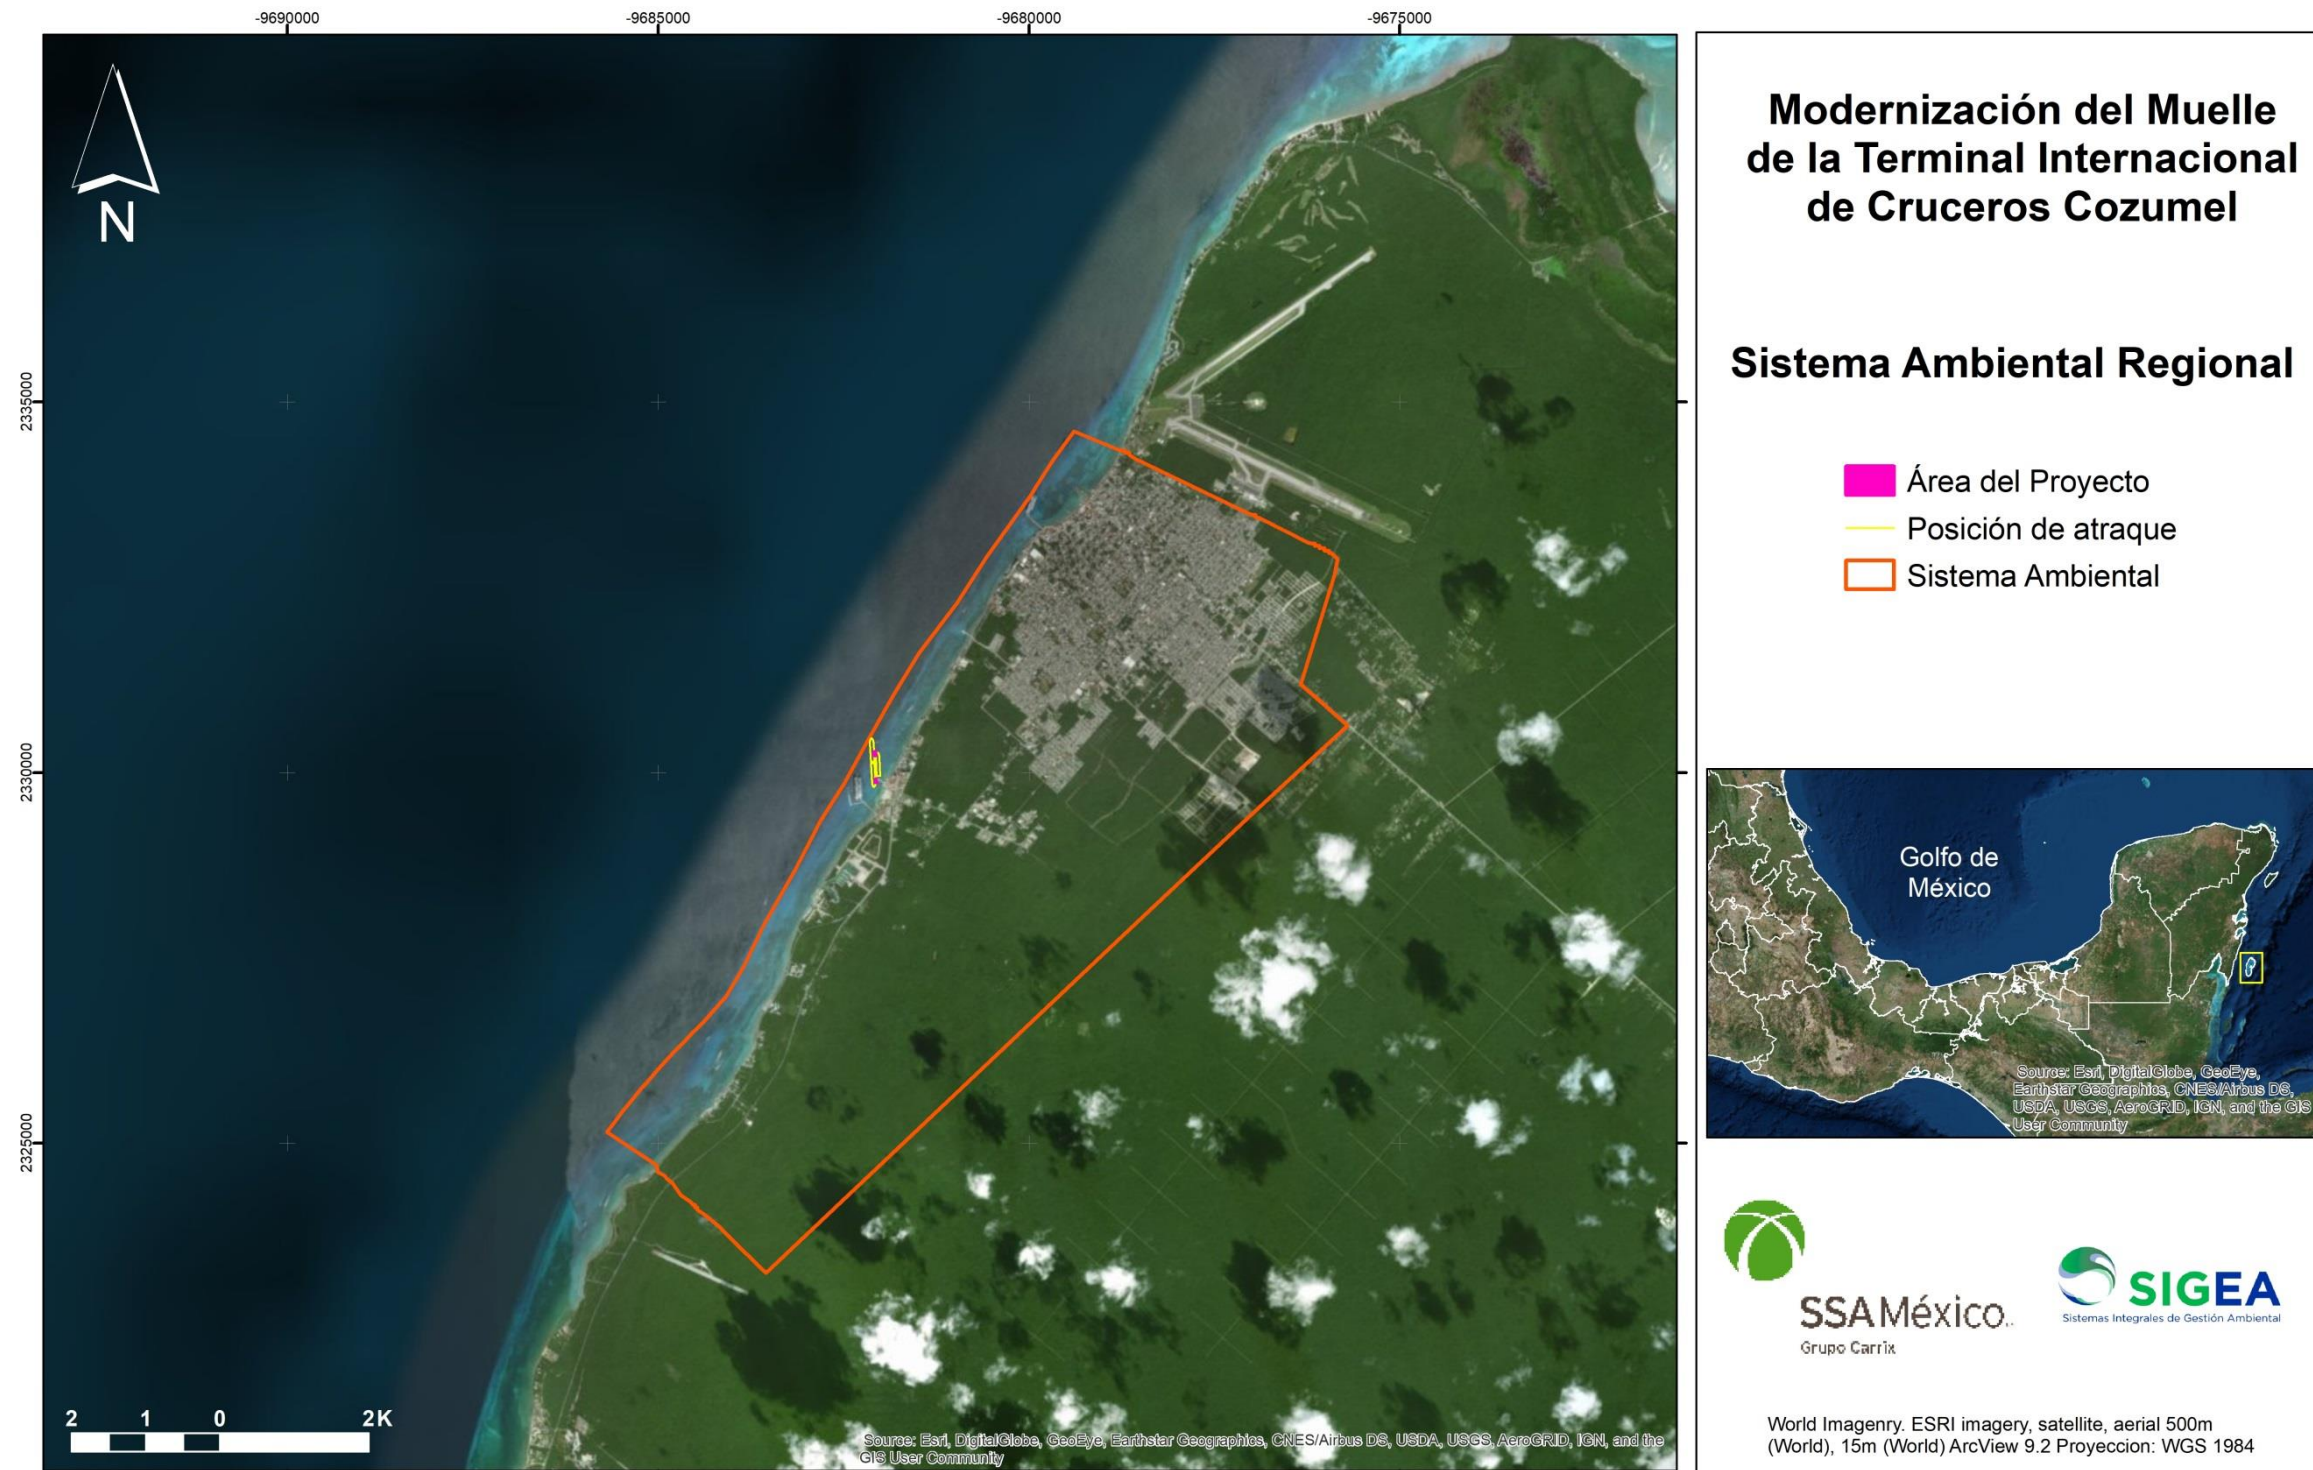 -9690000
-9685000
-9680000
-9675000
2335000
2330000
2325000
N
2 1 0 2K
Source: Esri, DigitalGlobe, GeoEye, Earthstar Geographics, CNES/Airbus DS, USDA, USGS, AeroGRID, IGN, and the
GIS User Community
Modernización del Muelle
de la Terminal Internacional
de Cruceros Cozumel
Sistema Ambiental Regional
Área del Proyecto
Posición de atraque
Sistema Ambiental
Golfo de
México
Source: Esri, DigitalGlobe, GeoEye,
Earthstar Geographics, CNES/Airbus DS,
USDA, USGS, AeroGRID, IGN, and the GIS
User Community
SSA México
Grupo Carrix
SIGEA
Sistemas Integrales de Gestión Ambiental
World Imagenry. ESRI imagery, satellite, aerial 500m
(World), 15m (World) ArcView 9.2 Proyeccion: WGS 1984